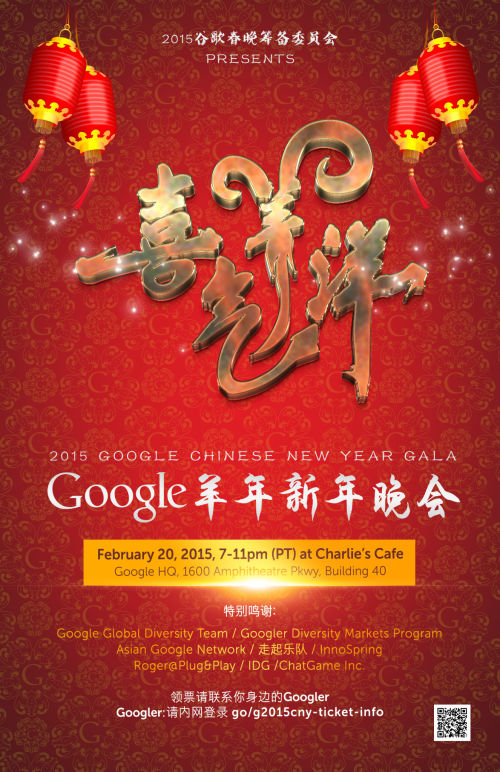 2015谷歌春晚筹备委员会
PRESENTS
喜气羊洋
2015 GOOGLE CHINESE NEW YEAR GALA
Google羊年新年晚会
February 20, 2015, 7-11pm (PT) at Charlie's Cafe
Google HQ, 1600 Amphitheatre Pkwy, Building 40
特别鸣谢:
Google Global Diversity Team / Googler Diversity Markets Program
Asian Google Network / 走起乐队 / InnoSpring
Roger@Plug&Play / IDG /ChatGame Inc.
领票请联系你身边的Googler
Googler:请内网登录 go/g2015cny-ticket-info